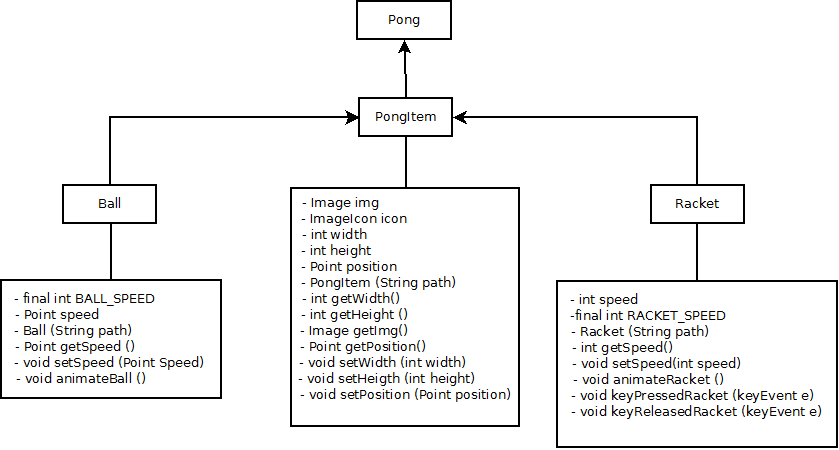 Pong
PongItem
Ball
Racket
- final int BALL_SPEED
- Point speed
- Ball (String path)
- Point getSpeed ()
- void setSpeed (Point Speed)
- void animateBall ()
- Image img
- ImageIcon icon
- int width
- int height
- Point position
- PongItem (String path)
- int getWidth()
- int getHeight ()
- Image getImg()
- Point getPosition()
- void setWidth (int width)
- void setHeigth (int height)
- void setPosition (Point position)
- int speed
-final int RACKET_SPEED
- Racket (String path)
- int getSpeed()
- void setSpeed(int speed)
- void animateRacket ()
- void keyPressedRacket (keyEvent e)
- void keyReleasedRacket (keyEvent e)